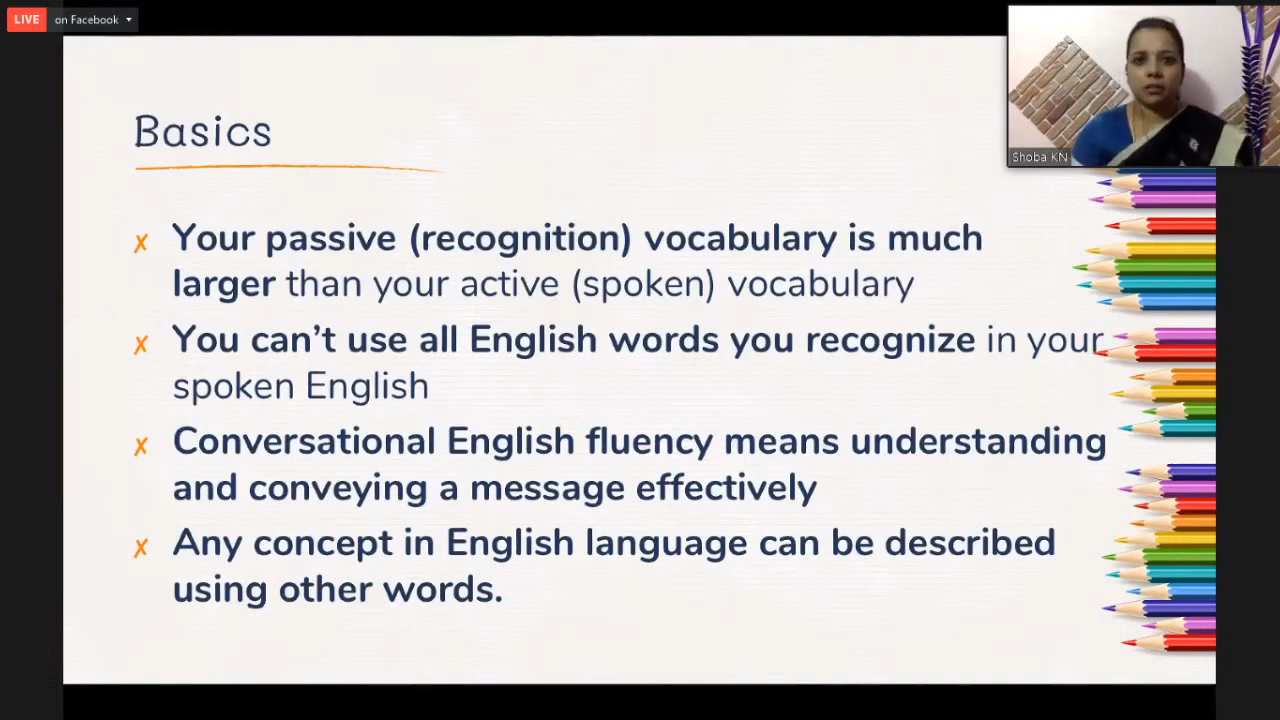 LIVE on Facebook
Shoba KN
Basics
✗ Your passive (recognition) vocabulary is much
larger than your active (spoken) vocabulary
✗ You can’t use all English words you recognize in your
spoken English
✗ Conversational English fluency means understanding
and conveying a message effectively
✗ Any concept in English language can be described
using other words.